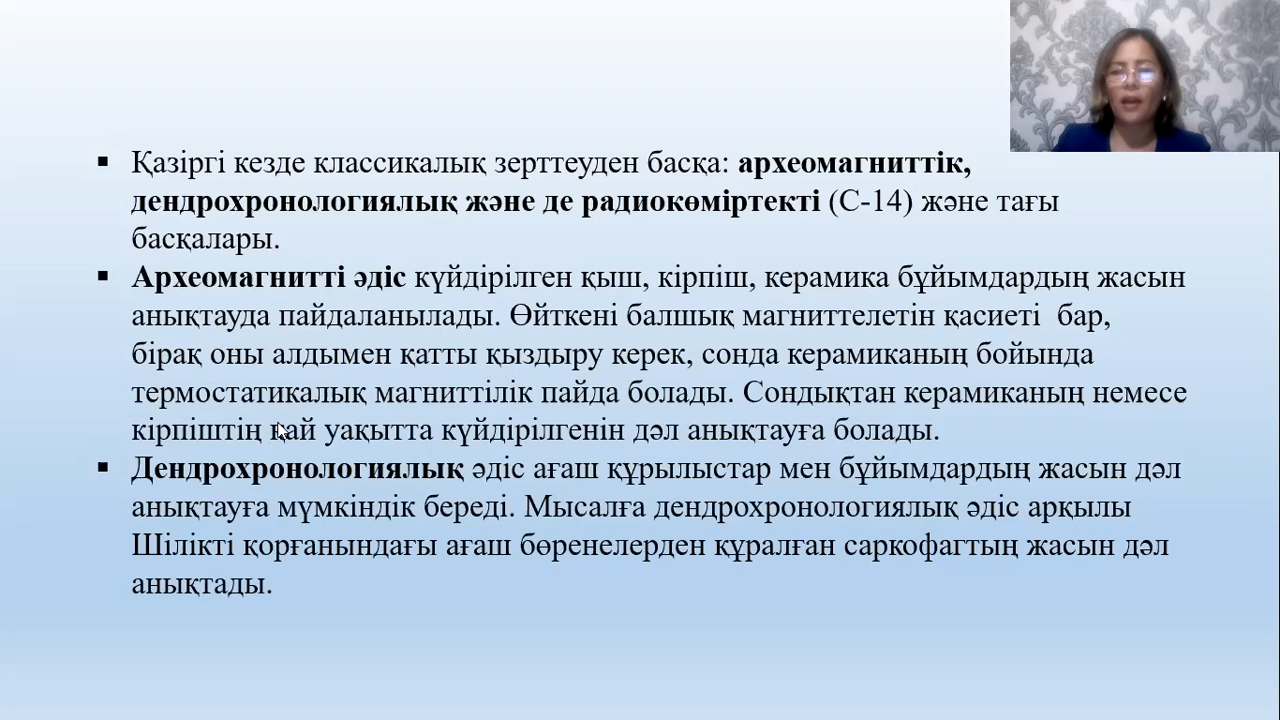 ▪ Қазіргі кезде классикалық зерттеуден басқа: археомагниттік,
дендрохронологиялық және де радиокөміртекті (С-14) және тағы
басқалары.
▪ Археомагнитті әдіс күйдірілген қыш, кірпіш, керамика бұйымдардың жасын
анықтауда пайдаланылады. Өйткені балшық магниттелетін қасиеті бар,
бірақ оны алдымен қатты қыздыру керек, сонда керамиканың бойында
термостатикалық магниттілік пайда болады. Сондықтан керамиканың немесе
кірпіштің қай уақытта күйдірілгенін дәл анықтауға болады.
▪ Дендрохронологиялық әдіс ағаш құрылыстар мен бұйымдардың жасын дәл
анықтауға мүмкіндік береді. Мысалға дендрохронологиялық әдіс арқылы
Шілікті қорғанындағы ағаш бөренелерден құралған саркофагтың жасын дәл
анықтады.